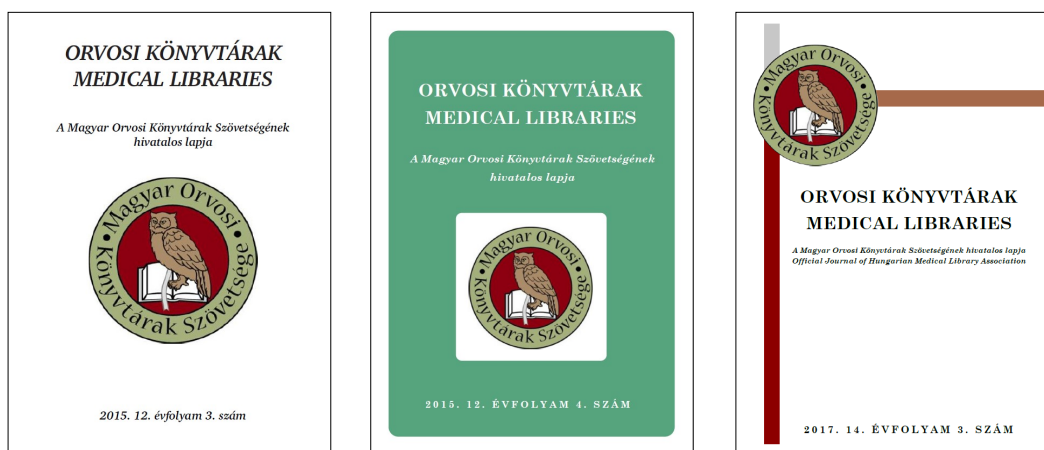 ORVOSI KÖNYVTÁRAK
MEDICAL LIBRARIES
A Magyar Orvosi Könyvtárak Szövetségének
hivatalos lapja
• Magyar Orvosi •
Könyvtárak Szövetsége
2015. 12. évfolyam 3. szám
ORVOSI KÖNYVTÁRAK
MEDICAL LIBRARIES
A Magyar Orvosi Könyvtárak Szövetségének
hivatalos lapja
• Magyar Orvosi •
Könyvtárak Szövetsége
2015. 12. ÉVFOLYAM 4. SZÁM
• Magyar Orvosi •
Könyvtárak Szövetsége
ORVOSI KÖNYVTÁRAK
MEDICAL LIBRARIES
A Magyar Orvosi Könyvtárak Szövetségének hivatalos lapja
Official Journal of Hungarian Medical Library Association
2017. 14. ÉVFOLYAM 3. SZÁM